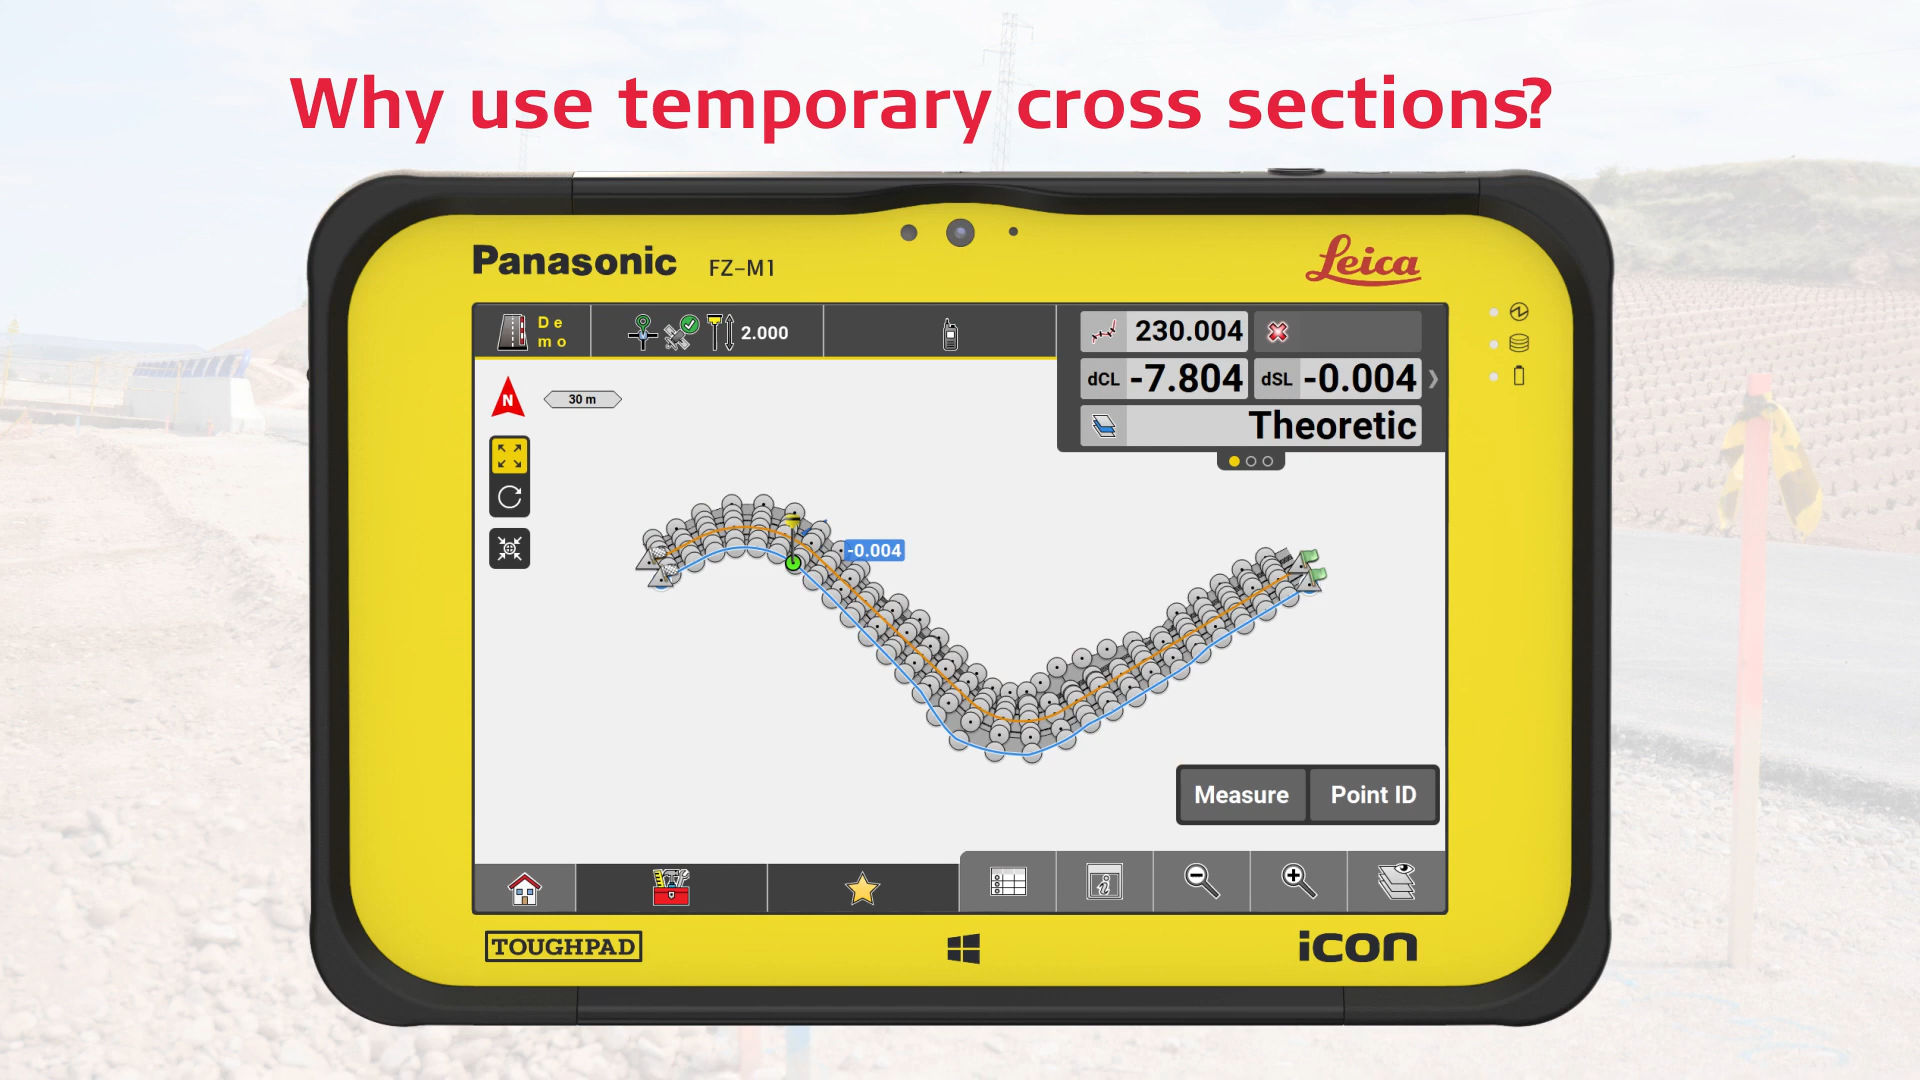 Why use temporary cross sections?
Panasonic FZ-M1
Leica
De
mo
2.000
230.004
dCL -7.804 dSL -0.004
Theoretic
N
30 m
-0.004
Measure Point ID
TOUGHPAD
icon